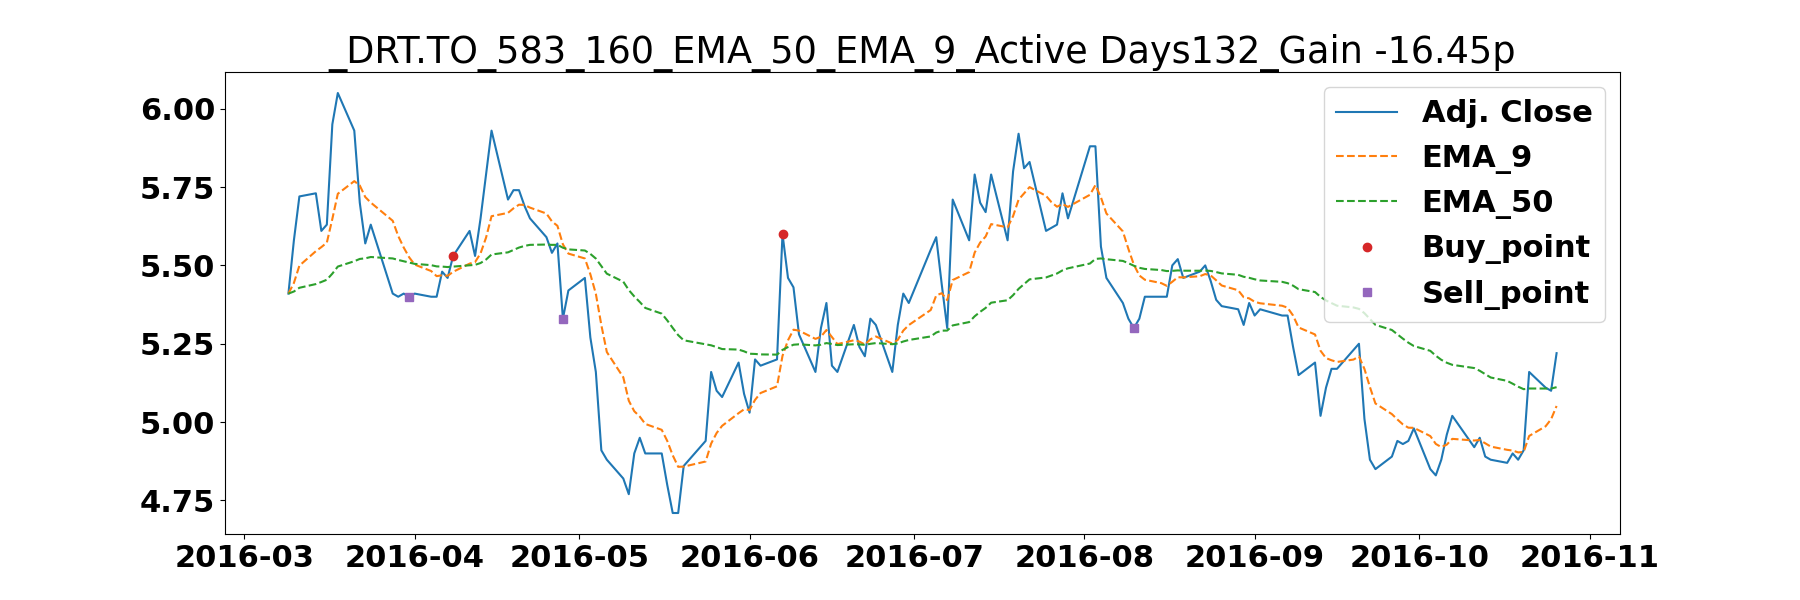 _DRT.TO_583_160_EMA_50_EMA_9_Active Days132_Gain -16.45p
6.00
5.75
5.50
5.25
5.00
4.75
Adj. Close
EMA_9
EMA_50
Buy_point
Sell_point
2016-03 2016-04 2016-05 2016-06 2016-07 2016-08 2016-09 2016-10 2016-11